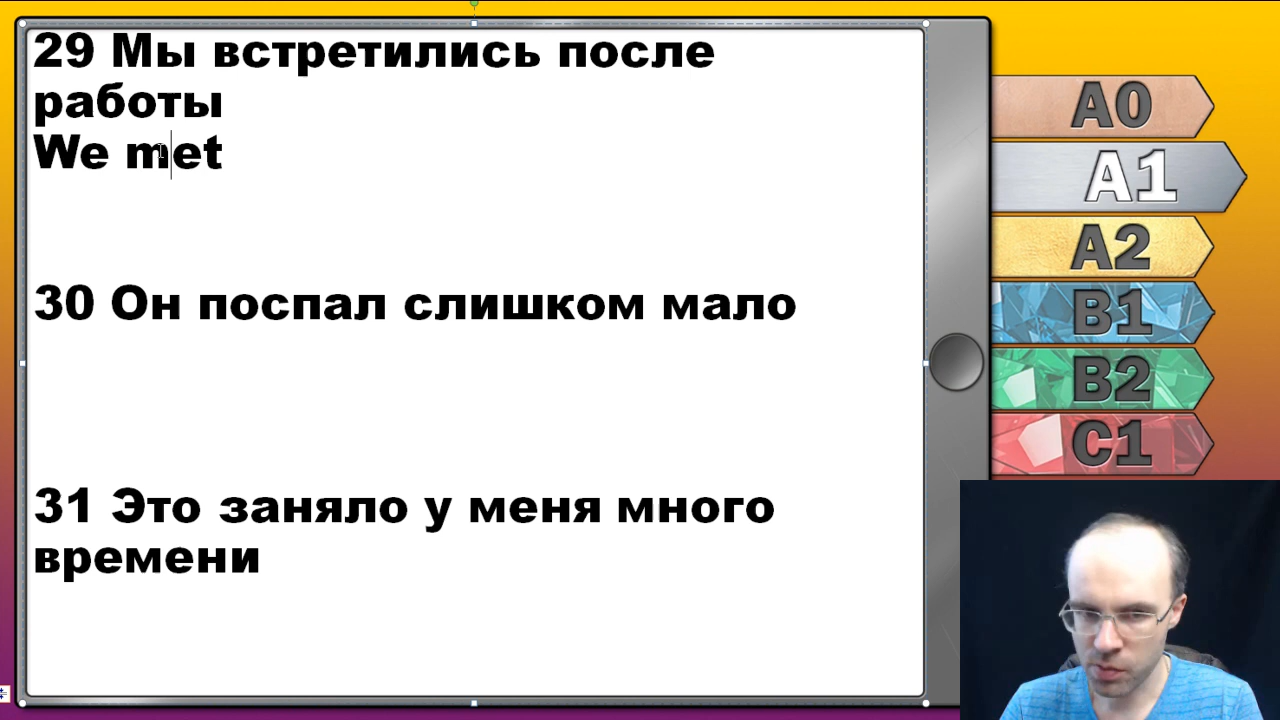 29 Мы встретились после
работы
We met
30 Он поспал слишком мало
31 Это заняло у меня много
времени
A0
A1
A2
B1
B2
C1